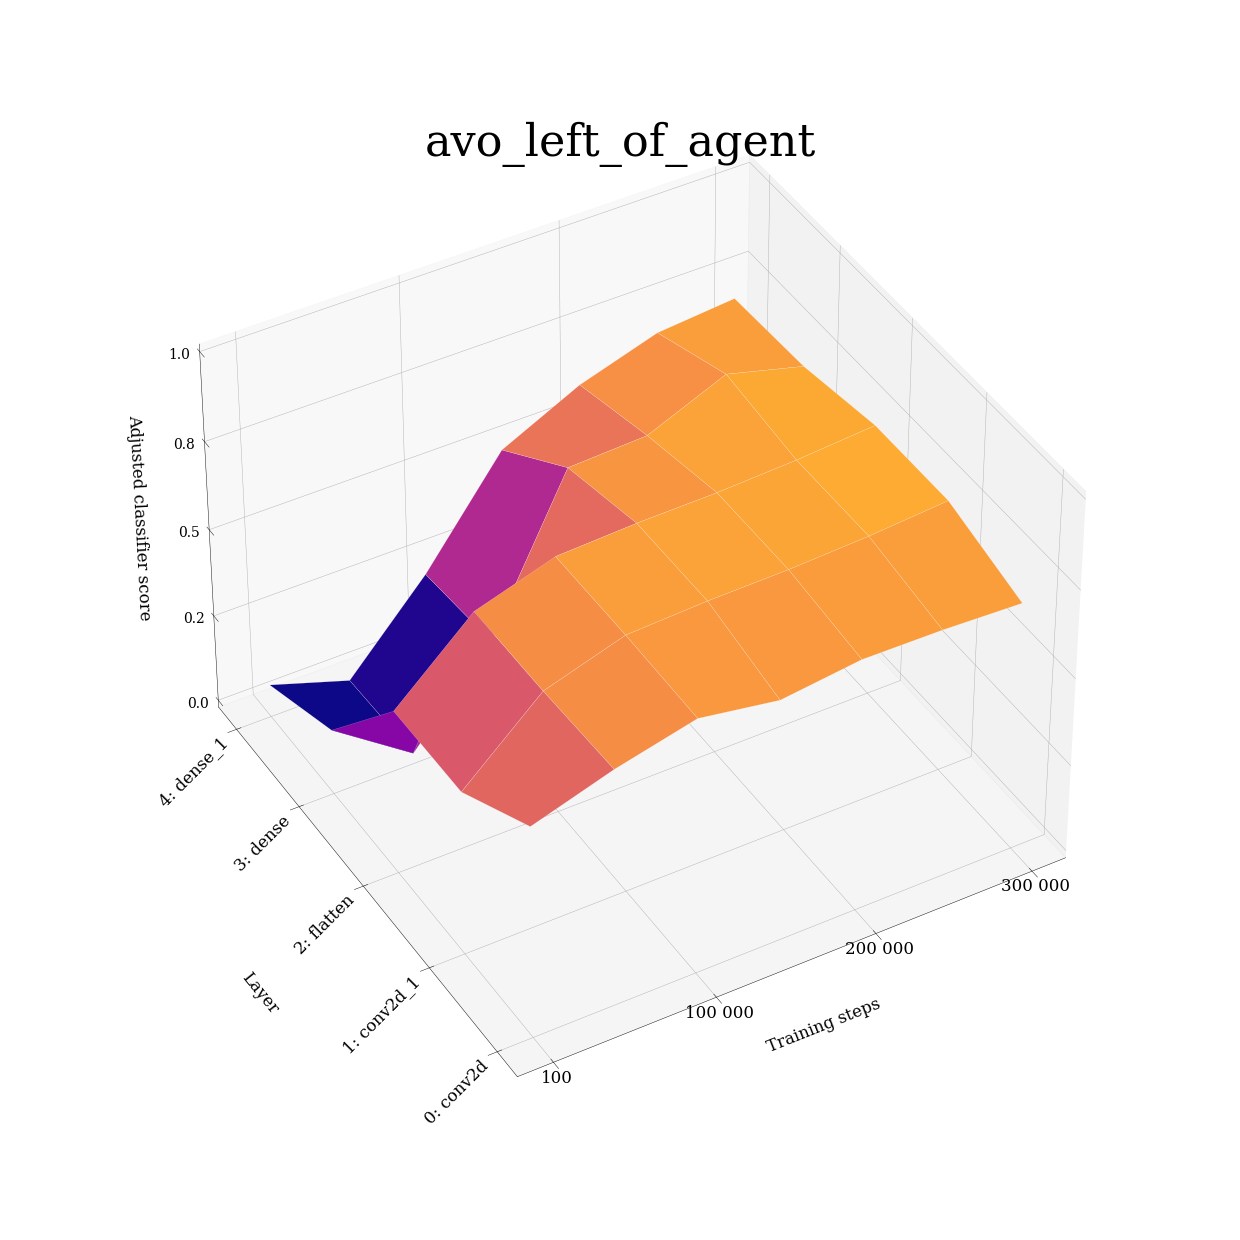 avo_left_of_agent
1.0
0.8
0.5
0.2
0.0
Adjusted classifier score
4: dense_1
3: dense
2: flatten
1: conv2d_1
0: conv2d
Layer
100
100 000
200 000
300 000
Training steps